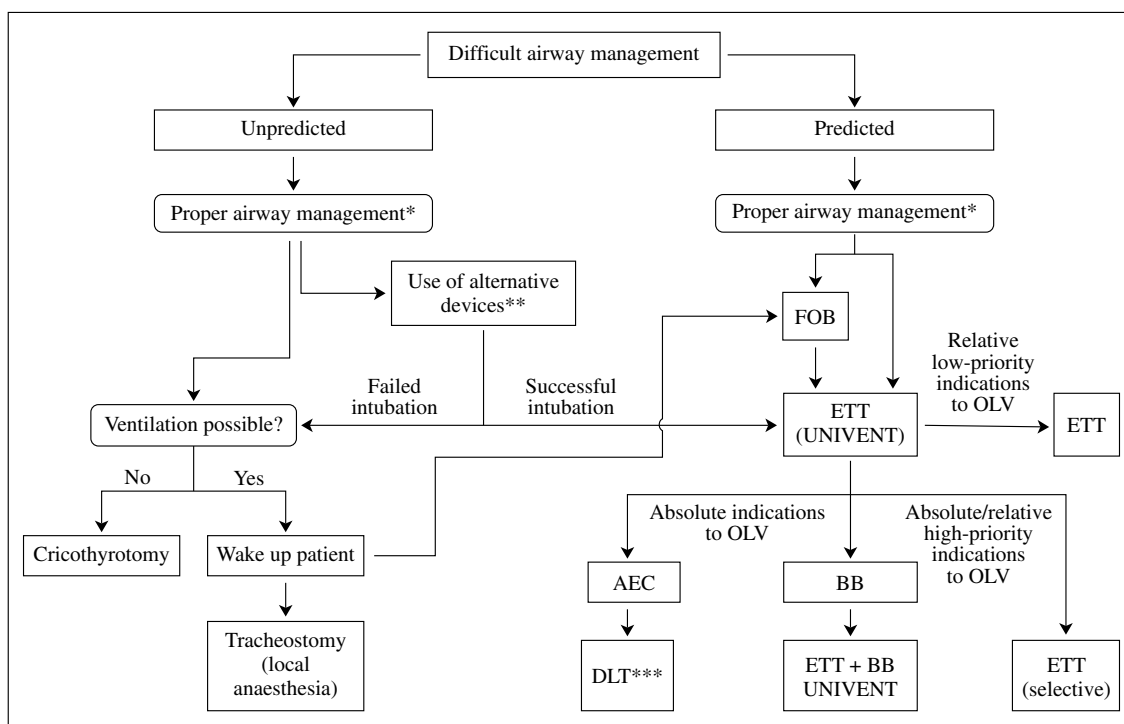 Difficult airway management
Unpredicted
Predicted
Proper airway management*
Proper airway management*
Use of alternative
devices**
FOB
Relative
low-priority
indications
to OLV
Failed
intubation
Successful
intubation
Ventilation possible?
ETT
(UNIVENT)
ETT
No
Yes
Absolute indications
to OLV
Absolute/relative
high-priority
indications
to OLV
Cricothyrotomy
Wake up patient
AEC
BB
Tracheostomy
(local
anaesthesia)
DLT***
ETT + BB
UNIVENT
ETT
(selective)